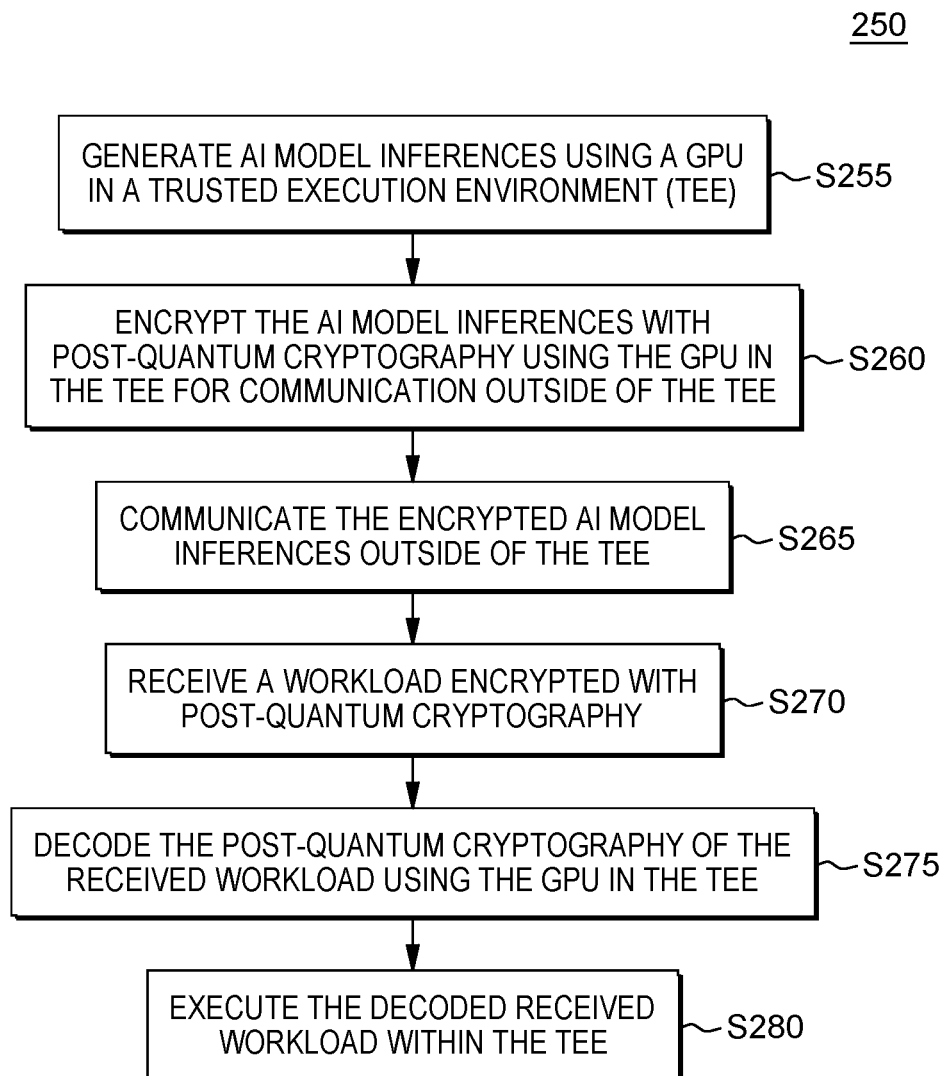 250
GENERATE AI MODEL INFERENCES USING A GPU
IN A TRUSTED EXECUTION ENVIRONMENT (TEE)
S255
ENCRYPT THE AI MODEL INFERENCES WITH
POST-QUANTUM CRYPTOGRAPHY USING THE GPU IN
THE TEE FOR COMMUNICATION OUTSIDE OF THE TEE
S260
COMMUNICATE THE ENCRYPTED AI MODEL
INFERENCES OUTSIDE OF THE TEE
S265
RECEIVE A WORKLOAD ENCRYPTED WITH
POST-QUANTUM CRYPTOGRAPHY
S270
DECODE THE POST-QUANTUM CRYPTOGRAPHY OF THE
RECEIVED WORKLOAD USING THE GPU IN THE TEE
S275
EXECUTE THE DECODED RECEIVED
WORKLOAD WITHIN THE TEE
S280